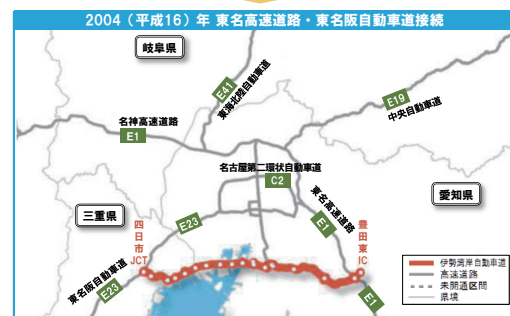 2004（平成16）年 東名高速道路・東名阪自動車道接続
岐阜県
E41
東海北陸自動車道
E19
中央自動車道
名神高速道路
E1
名古屋第二環状自動車道
C2
東名高速道路
E1
愛知県
三重県
E23
四日市JCT
豊田東IC
東名阪自動車道
E23
E1
伊勢湾岸自動車道
高速道路
未開通区間
県境